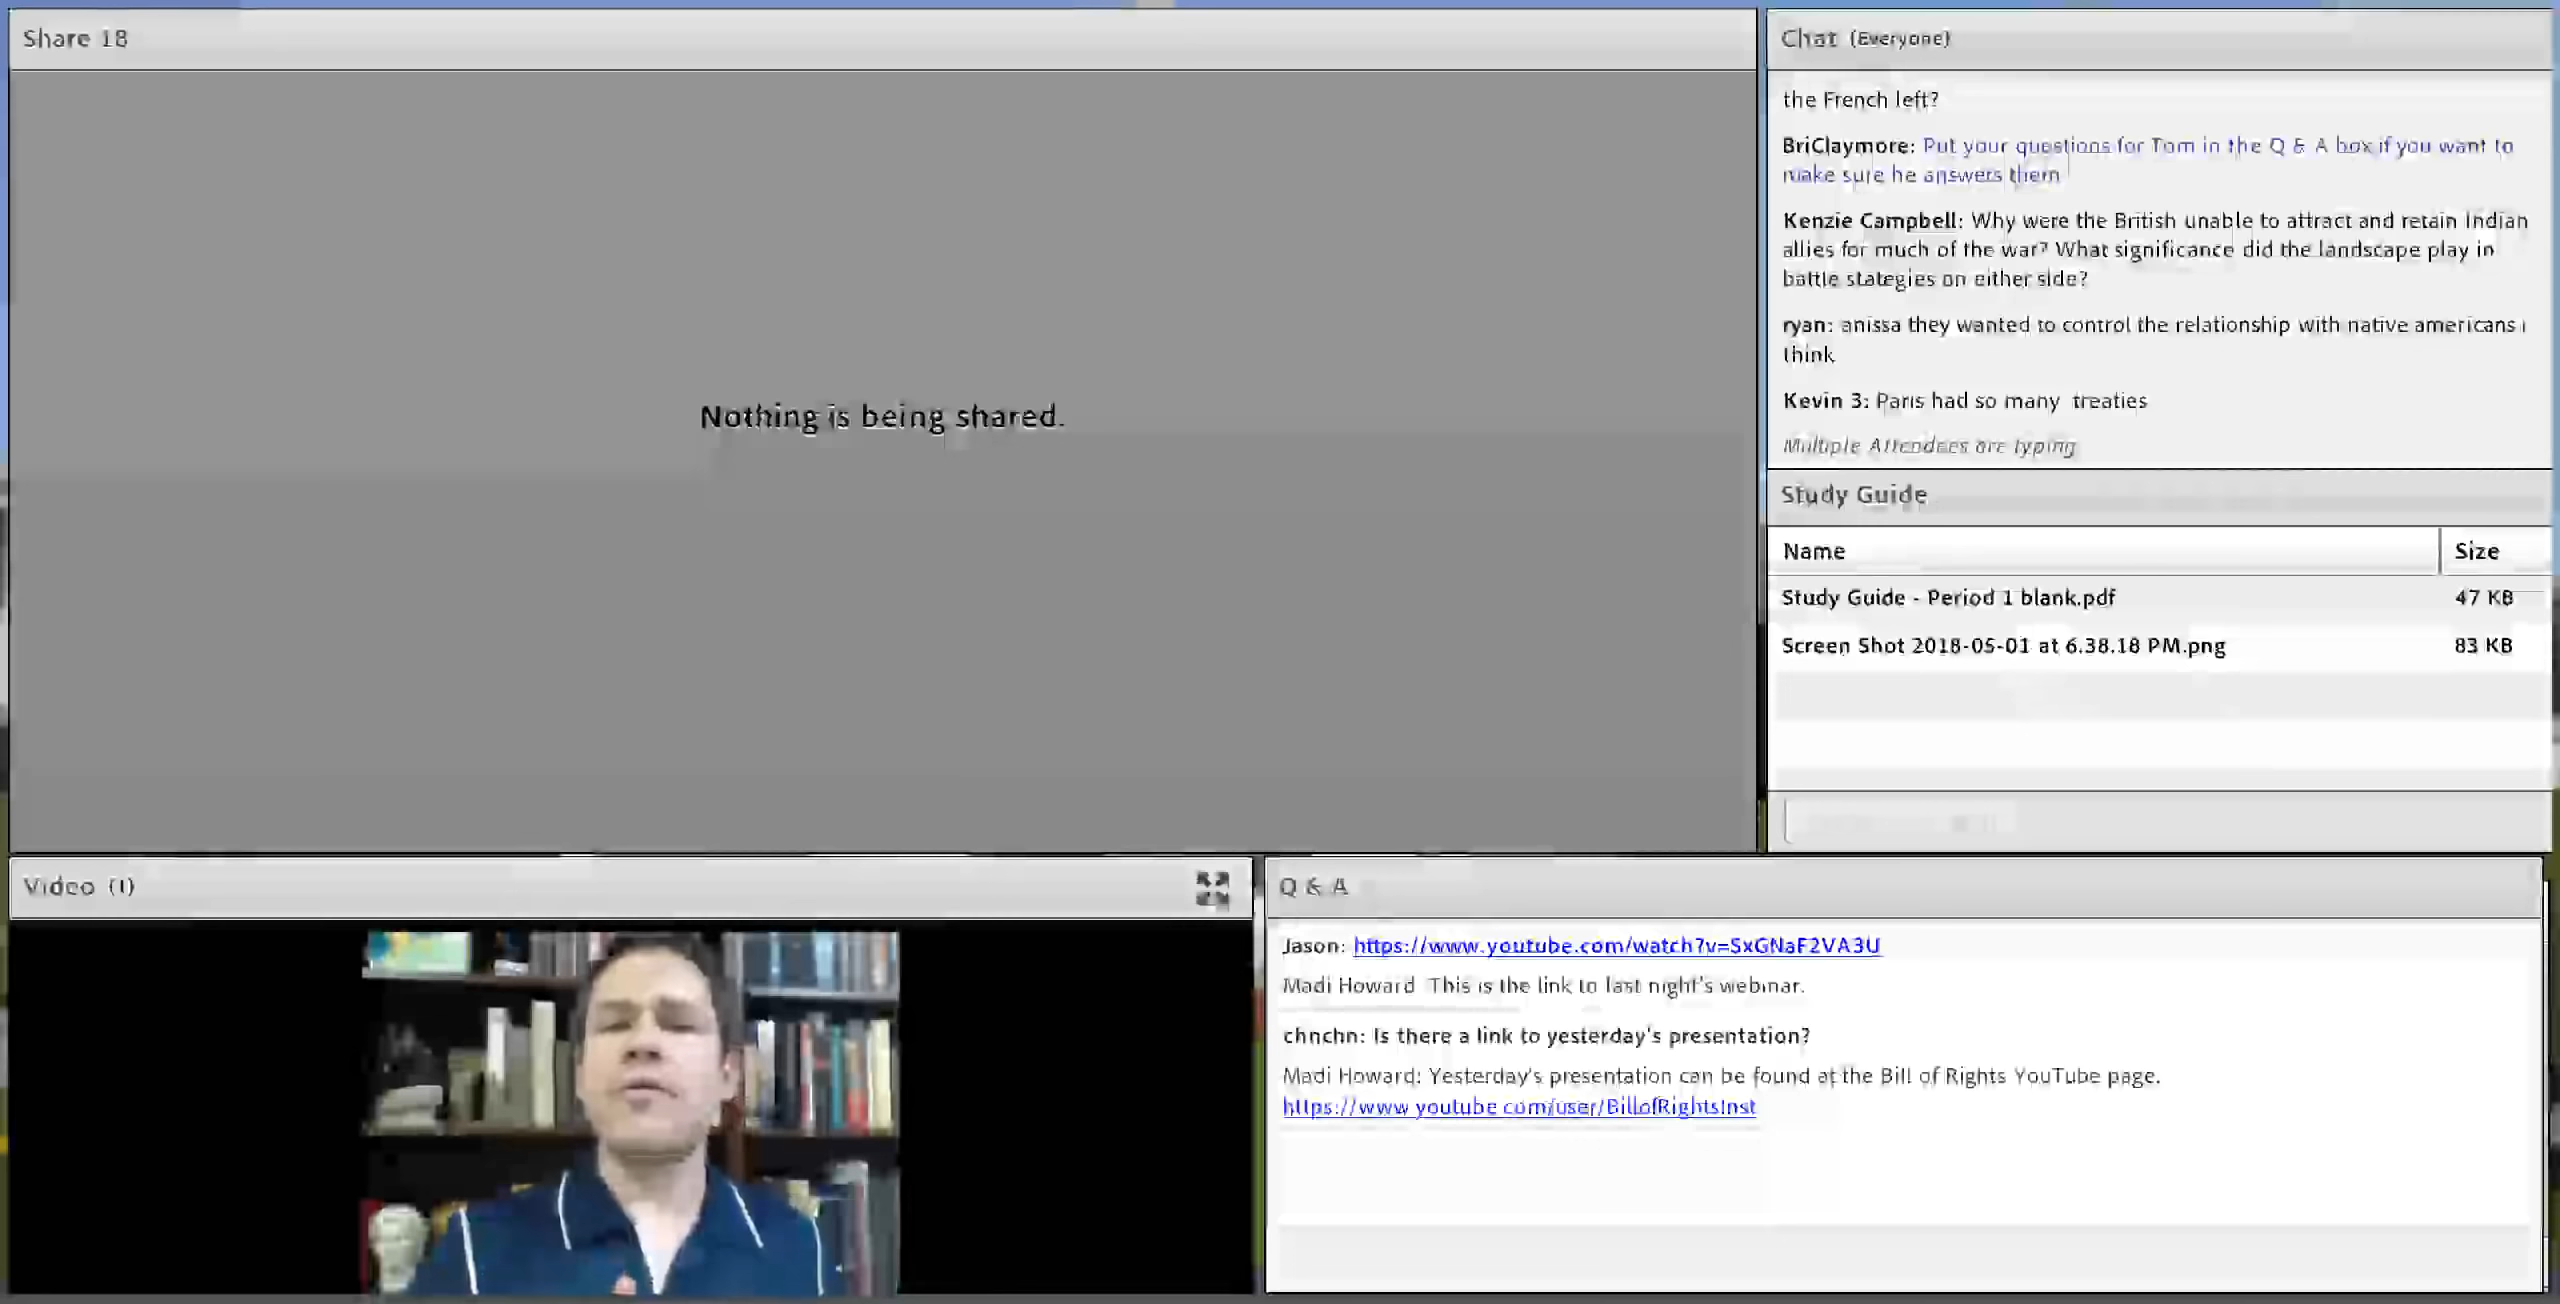 Share 18
Nothing is being shared.
Chat (Everyone)
the French left?
BriClaymore: Put your questions for Tom in the Q & A box if you want to
make sure he answers them
Kenzie Campbell: Why were the British unable to attract and retain Indian
allies for much of the war? What significance did the landscape play in
battle stategies on either side?
ryan: anissa they wanted to control the relationship with native americans i
think
Kevin 3: Paris had so many treaties
Multiple Attendees are typing
Study Guide
Name Size
Study Guide - Period 1 blank.pdf 47 KB
Screen Shot 2018-05-01 at 6.38.18 PM.png 83 KB
Video (1)
Q & A
Jason: https://www.youtube.com/watch?v=SxGNaF2VA3U
Madi Howard This is the link to last night's webinar.
chnchn: Is there a link to yesterday's presentation?
Madi Howard: Yesterday's presentation can be found at the Bill of Rights YouTube page.
https://www youtube com/user/BillofRightsInst